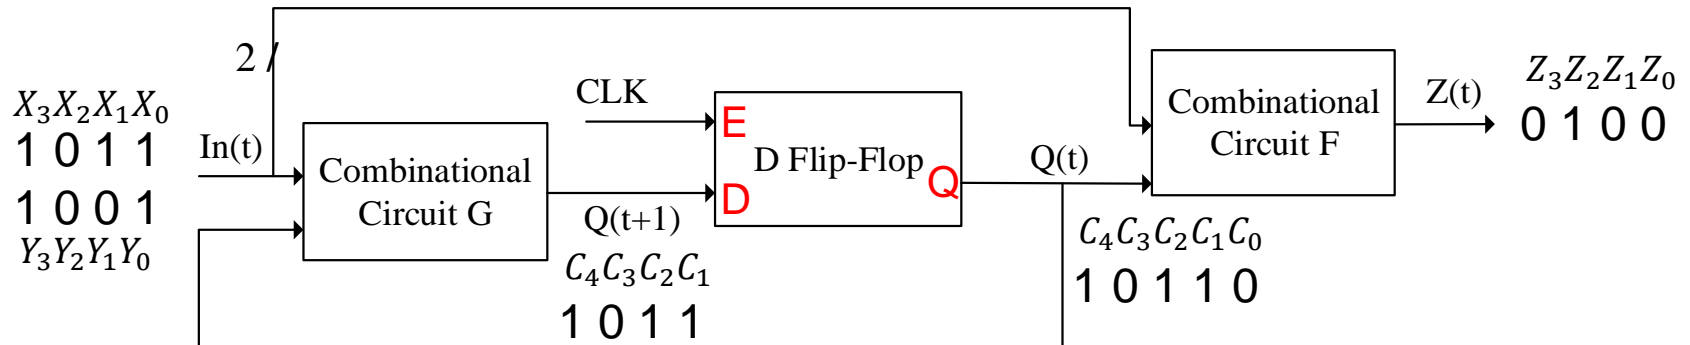 2 /
X₃X₂X₁X₀
1 0 1 1
1 0 0 1
Y₃Y₂Y₁Y₀
In(t)
Combinational
Circuit G
Q(t+1)
C₄C₃C₂C₁
1 0 1 1
CLK
E
D Flip-Flop
D
Q
Q(t)
C₄C₃C₂C₁C₀
1 0 1 1 0
Combinational
Circuit F
Z(t)
Z₃Z₂Z₁Z₀
0 1 0 0